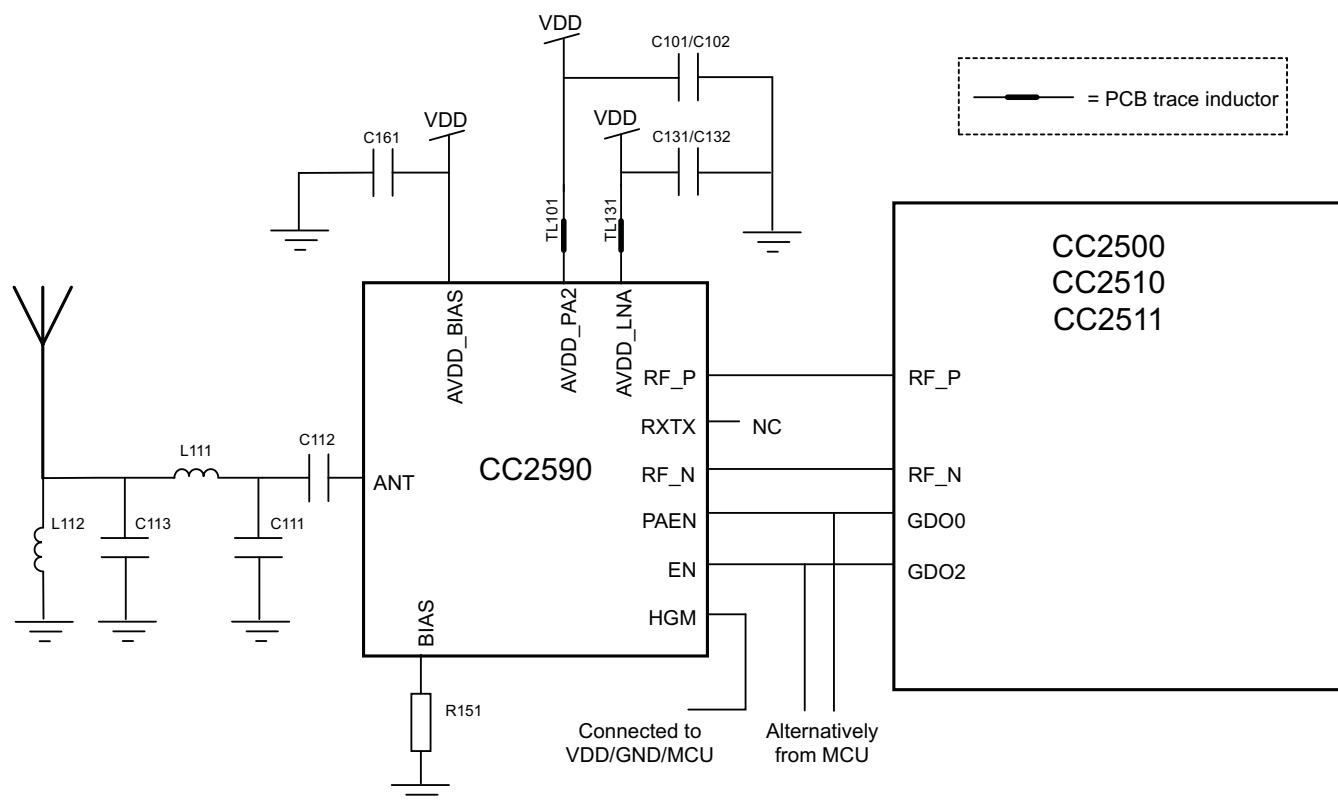 VDD
C101/C102
= PCB trace inductor
C161
VDD
VDD
C131/C132
TL101
TL131
CC2500
CC2510
CC2511
AVDD_BIAS
AVDD_PA2
AVDD_LNA
RF_P
RF_P
RXTX
NC
L111
C112
ANT
CC2590
RF_N
RF_N
L112
C113
C111
PAEN
GDO0
EN
GDO2
BIAS
HGM
R151
Connected to
VDD/GND/MCU
Alternatively
from MCU